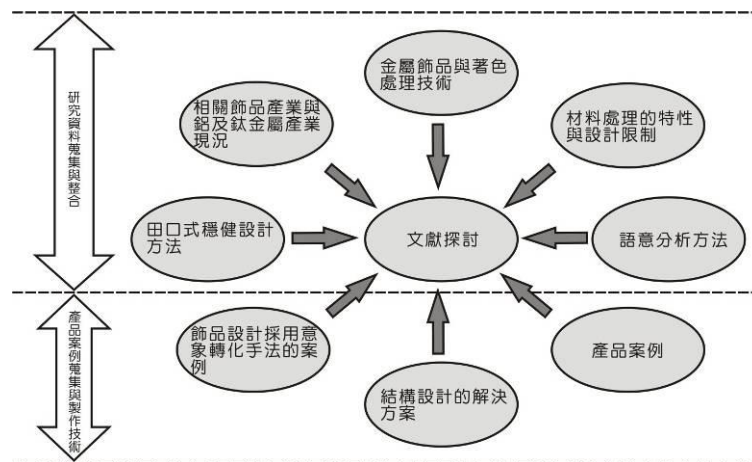 金屬飾品與著色
處理技術
相關飾品產業與
鋁及鈦金屬產業
現況
材料處理的特性
與設計限制
研究資料蒐集與整合
田口式穩健設計
方法
文獻探討
語意分析方法
飾品設計採用意
象轉化手法的案
例
產品案例
結構設計的解決
方案
產品案例蒐集與製作技術